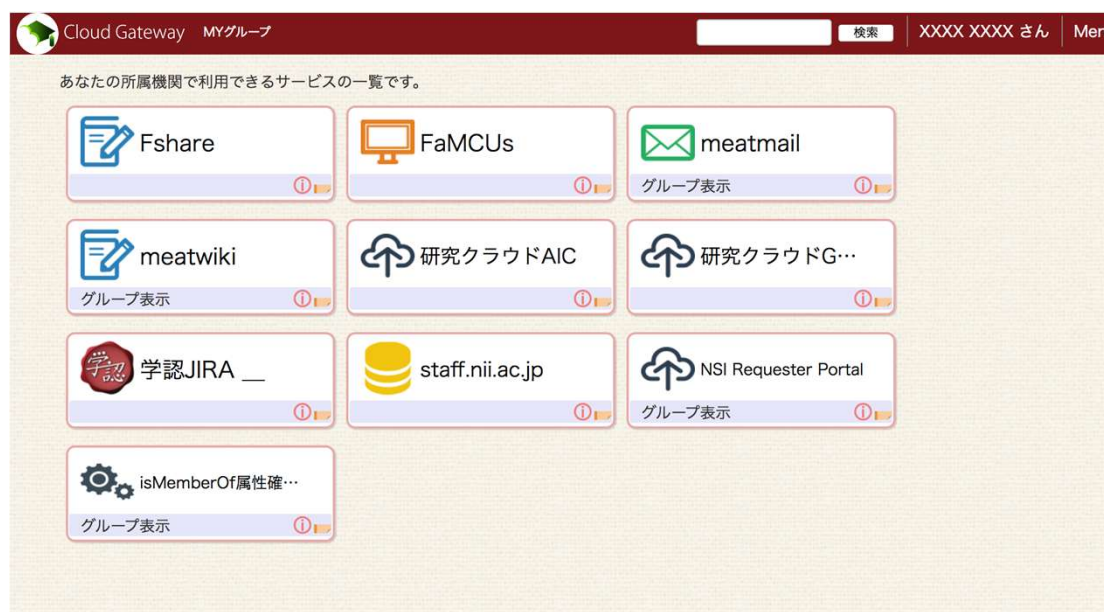 Cloud Gateway MYグループ 検索 XXXX XXXX さん Mer
あなたの所属機関で利用できるサービスの一覧です。
Fshare
FaMCUs
meatmail
グループ表示
meatwiki
グループ表示
研究クラウドAIC
研究クラウドG…
学認
学認JIRA __
staff.nii.ac.jp
NSI Requester Portal
グループ表示
isMemberOf属性確…
グループ表示